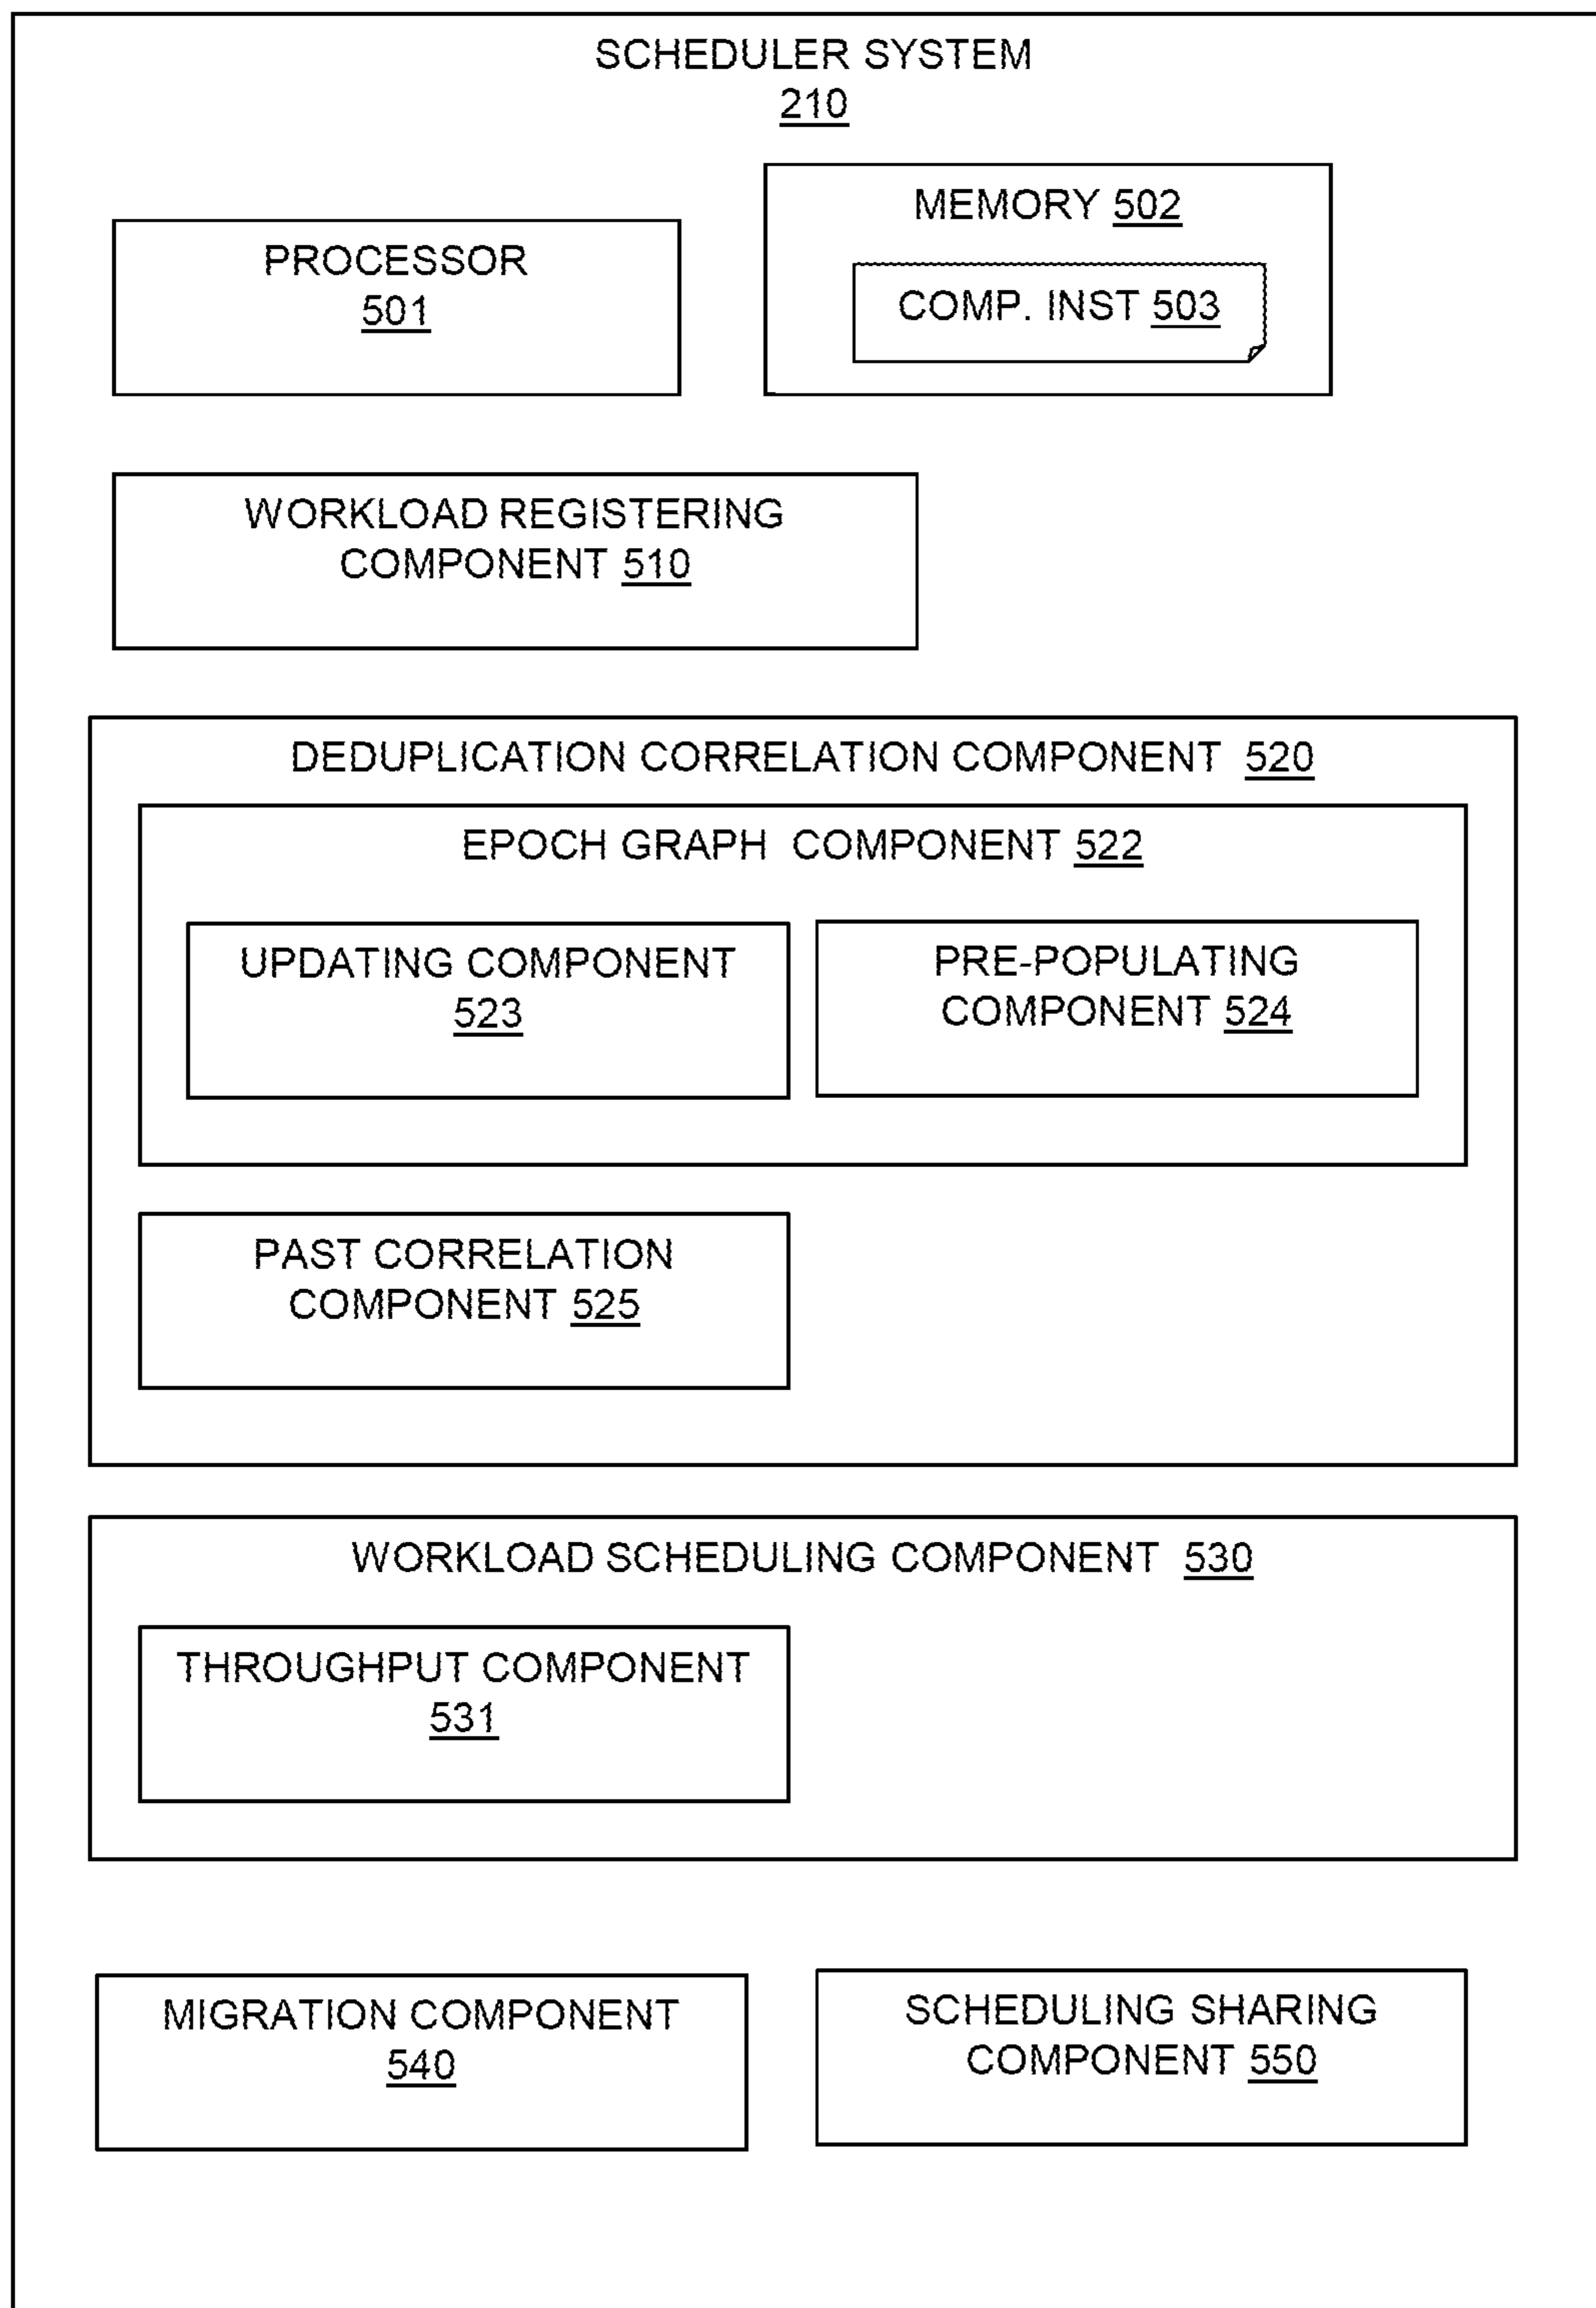 SCHEDULER SYSTEM
210
PROCESSOR
501
MEMORY 502
COMP. INST 503
WORKLOAD REGISTERING
COMPONENT 510
DEDUPLICATION CORRELATION COMPONENT 520
EPOCH GRAPH COMPONENT 522
UPDATING COMPONENT
523
PRE-POPULATING
COMPONENT 524
PAST CORRELATION
COMPONENT 525
WORKLOAD SCHEDULING COMPONENT 530
THROUGHPUT COMPONENT
531
MIGRATION COMPONENT
540
SCHEDULING SHARING
COMPONENT 550